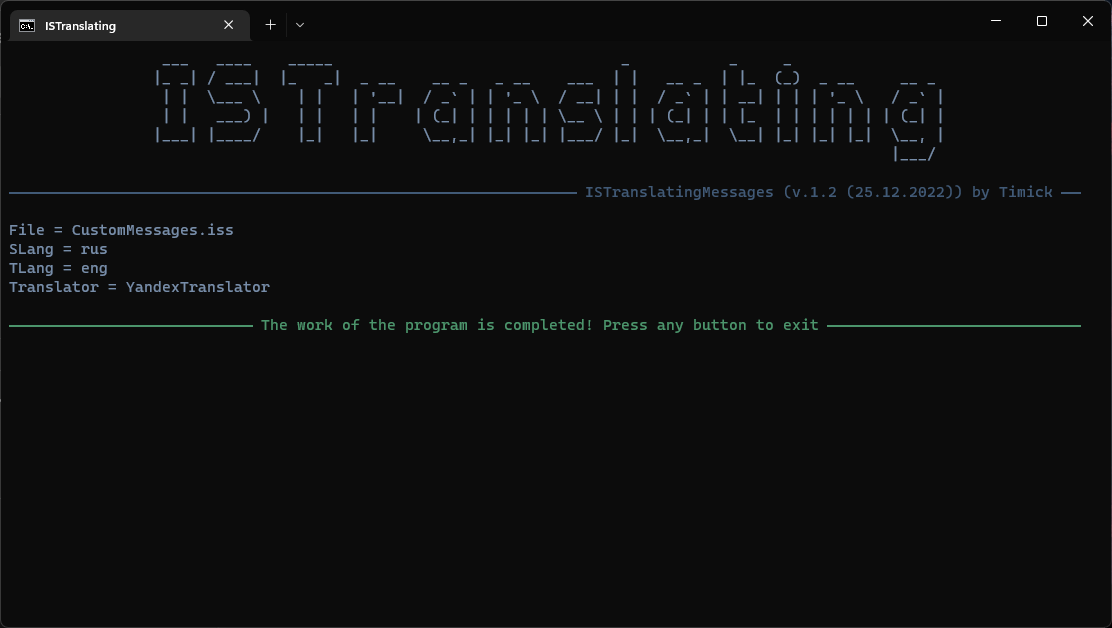 ISTranslating
ISTranslating
ISTranslatingMessages (v.1.2 (25.12.2022)) by Timick
File = CustomMessages.iss
SLang = rus
TLang = eng
Translator = YandexTranslator
The work of the program is completed! Press any button to exit